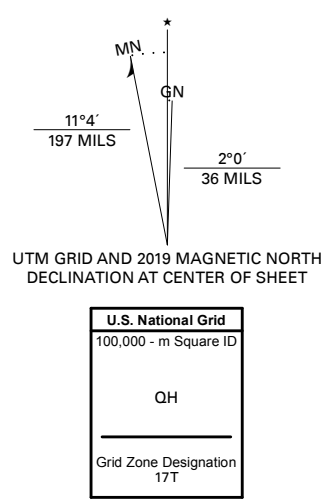 MN
GN
11°4´
197 MILS
2°0´
36 MILS
UTM GRID AND 2019 MAGNETIC NORTH
DECLINATION AT CENTER OF SHEET
U.S. National Grid
100,000 - m Square ID
QH
Grid Zone Designation
17T